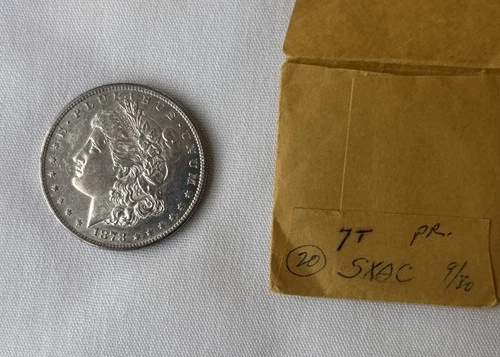 E·PLURIBUS·UNUM
1878
7T PR.
20 SXAC 9/80